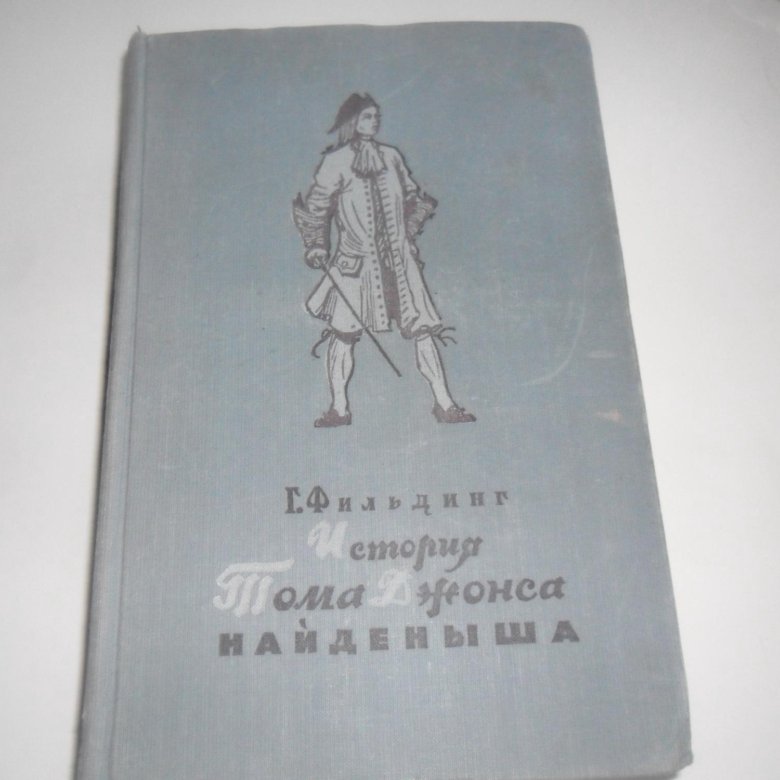 Г. Фильдинг
История
Тома Джонса
НАЙДЕНЫША